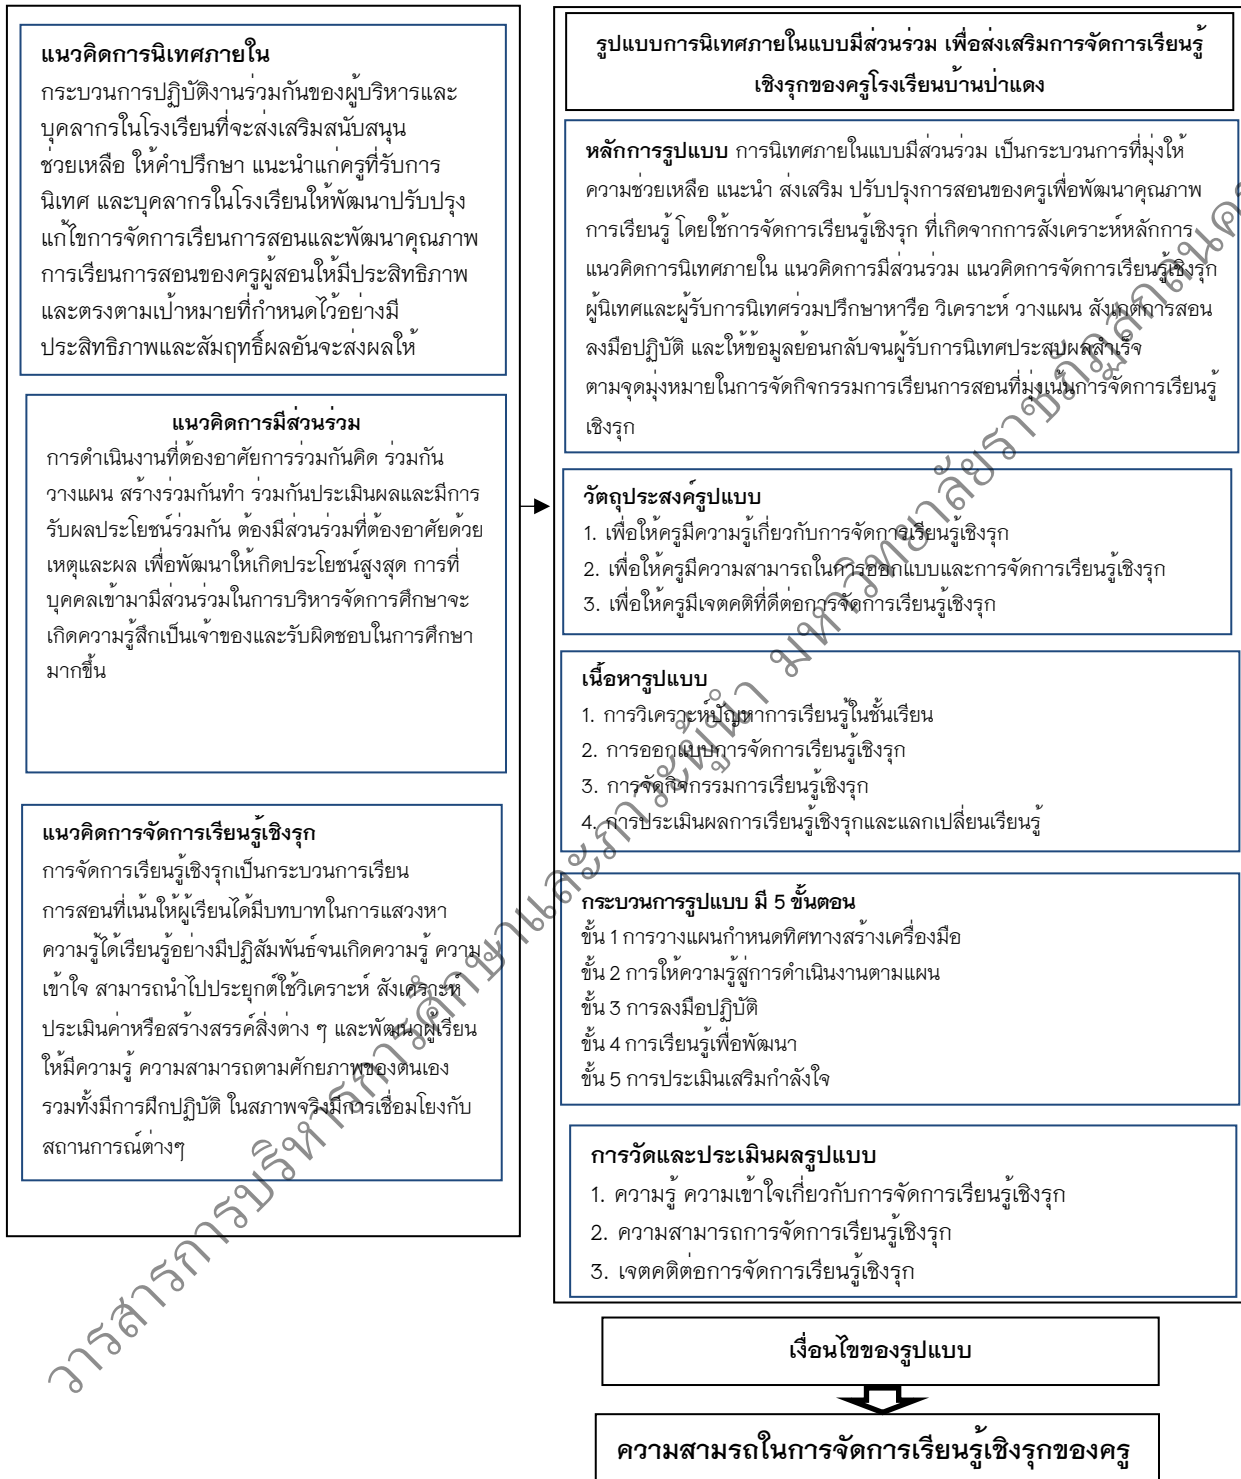 แนวคิดการนิเทศภายใน
กระบวนการปฏิบัติงานร่วมกันของผู้บริหารและ
บุคลากรในโรงเรียนที่จะส่งเสริมสนับสนุน
ช่วยเหลือ ให้คำปรึกษา แนะนำแก่ครูที่รับการ
นิเทศ และบุคลากรในโรงเรียนให้พัฒนาปรับปรุง
แก้ไขการจัดการเรียนการสอนและพัฒนาคุณภาพ
การเรียนการสอนของครูผู้สอนให้มีประสิทธิภาพ
และตรงตามเป้าหมายที่กำหนดไว้อย่างมี
ประสิทธิภาพและสัมฤทธิ์ผลอันจะส่งผลให้
แนวคิดการมีส่วนร่วม
การดำเนินงานที่ต้องอาศัยการร่วมกันคิด ร่วมกัน
วางแผน สร้างร่วมกันทำ ร่วมกันประเมินผลและมีการ
รับผลประโยชน์ร่วมกัน ต้องมีส่วนร่วมที่ต้องอาศัยด้วย
เหตุและผล เพื่อพัฒนาให้เกิดประโยชน์สูงสุด การที่
บุคคลเข้ามามีส่วนร่วมในการบริหารจัดการศึกษาจะ
เกิดความรู้สึกเป็นเจ้าของและรับผิดชอบในการศึกษา
มากขึ้น
แนวคิดการจัดการเรียนรู้เชิงรุก
การจัดการเรียนรู้เชิงรุกเป็นกระบวนการเรียน
การสอนที่เน้นให้ผู้เรียนได้มีบทบาทในการแสวงหา
ความรู้ได้เรียนรู้อย่างมีปฏิสัมพันธ์จนเกิดความรู้ ความ
เข้าใจ สามารถนำไปประยุกต์ใช้วิเคราะห์ สังเคราะห์
ประเมินค่าหรือสร้างสรรค์สิ่งต่าง ๆ และพัฒนาผู้เรียน
ให้มีความรู้ ความสามารถตามศักยภาพของตนเอง
รวมทั้งมีการฝึกปฏิบัติ ในสภาพจริงมีการเชื่อมโยงกับ
สถานการณ์ต่างๆ
รูปแบบการนิเทศภายในแบบมีส่วนร่วม เพื่อส่งเสริมการจัดการเรียนรู้
เชิงรุกของครูโรงเรียนบ้านป่าแดง
หลักการรูปแบบ การนิเทศภายในแบบมีส่วนร่วม เป็นกระบวนการที่มุ่งให้
ความช่วยเหลือ แนะนำ ส่งเสริม ปรับปรุงการสอนของครูเพื่อพัฒนาคุณภาพ
การเรียนรู้ โดยใช้การจัดการเรียนรู้เชิงรุก ที่เกิดจากการสังเคราะห์หลักการ
แนวคิดการนิเทศภายใน แนวคิดการมีส่วนร่วม แนวคิดการจัดการเรียนรู้เชิงรุก
ผู้นิเทศและผู้รับการนิเทศร่วมปรึกษาหารือ วิเคราะห์ วางแผน สังเกตการสอน
ลงมือปฏิบัติ และให้ข้อมูลย้อนกลับจนผู้รับการนิเทศประสบผลสำเร็จ
ตามจุดมุ่งหมายในการจัดกิจกรรมการเรียนการสอนที่มุ่งเน้นการจัดการเรียนรู้
เชิงรุก
วัตถุประสงค์รูปแบบ
1. เพื่อให้ครูมีความรู้เกี่ยวกับการจัดการเรียนรู้เชิงรุก
2. เพื่อให้ครูมีความสามารถในการออกแบบและการจัดการเรียนรู้เชิงรุก
3. เพื่อให้ครูมีเจตคติที่ดีต่อการจัดการเรียนรู้เชิงรุก
เนื้อหารูปแบบ
1. การวิเคราะห์ปัญหาการเรียนรู้ในชั้นเรียน
2. การออกแบบการจัดการเรียนรู้เชิงรุก
3. การจัดกิจกรรมการเรียนรู้เชิงรุก
4. การประเมินผลการเรียนรู้เชิงรุกและแลกเปลี่ยนเรียนรู้
กระบวนการรูปแบบ มี 5 ขั้นตอน
ขั้น 1 การวางแผนกำหนดทิศทางสร้างเครื่องมือ
ขั้น 2 การให้ความรู้สู่การดำเนินงานตามแผน
ขั้น 3 การลงมือปฏิบัติ
ขั้น 4 การเรียนรู้เพื่อพัฒนา
ขั้น 5 การประเมินเสริมกำลังใจ
การวัดและประเมินผลรูปแบบ
1. ความรู้ ความเข้าใจเกี่ยวกับการจัดการเรียนรู้เชิงรุก
2. ความสามารถการจัดการเรียนรู้เชิงรุก
3. เจตคติต่อการจัดการเรียนรู้เชิงรุก
เงื่อนไขของรูปแบบ
ความสามรถในการจัดการเรียนรู้เชิงรุกของครู
วารสารการบริหารการศึกษาและภาวะผู้นำ มหาวิทยาลัยราชภัฏสกลนคร